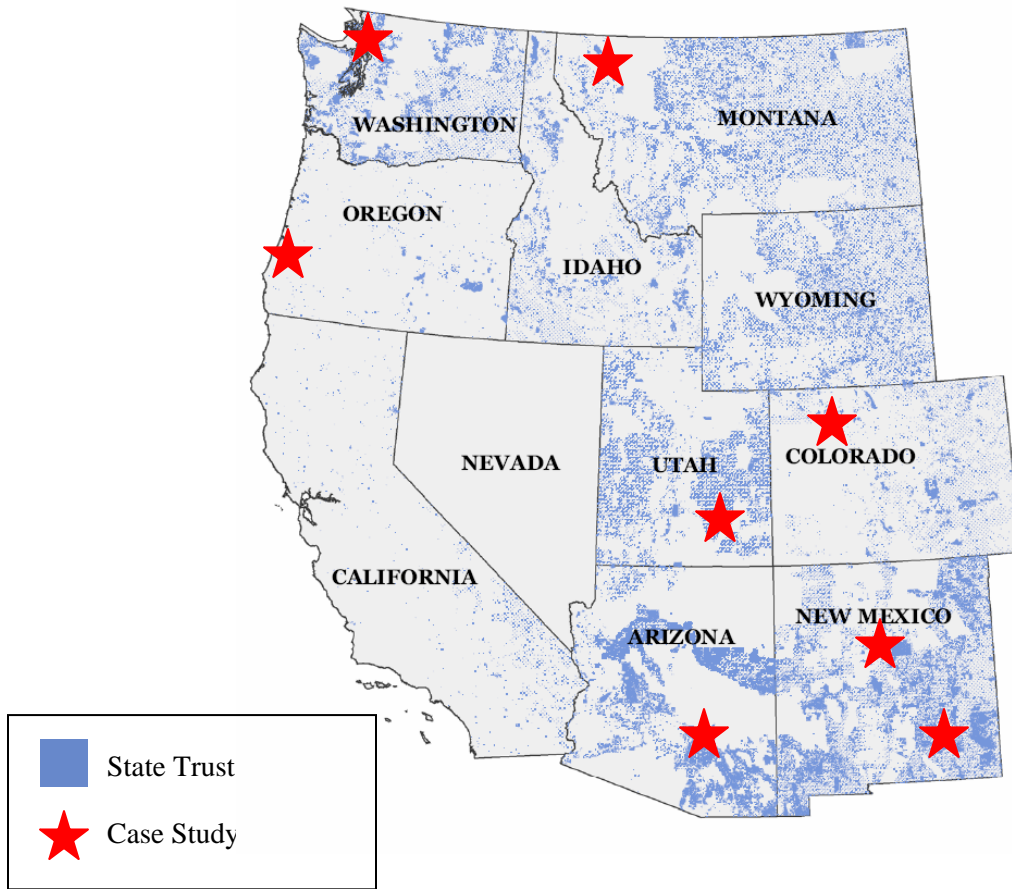 WASHINGTON
MONTANA
OREGON
IDAHO
WYOMING
NEVADA
UTAH
COLORADO
CALIFORNIA
ARIZONA
NEW MEXICO
State Trust
Case Study